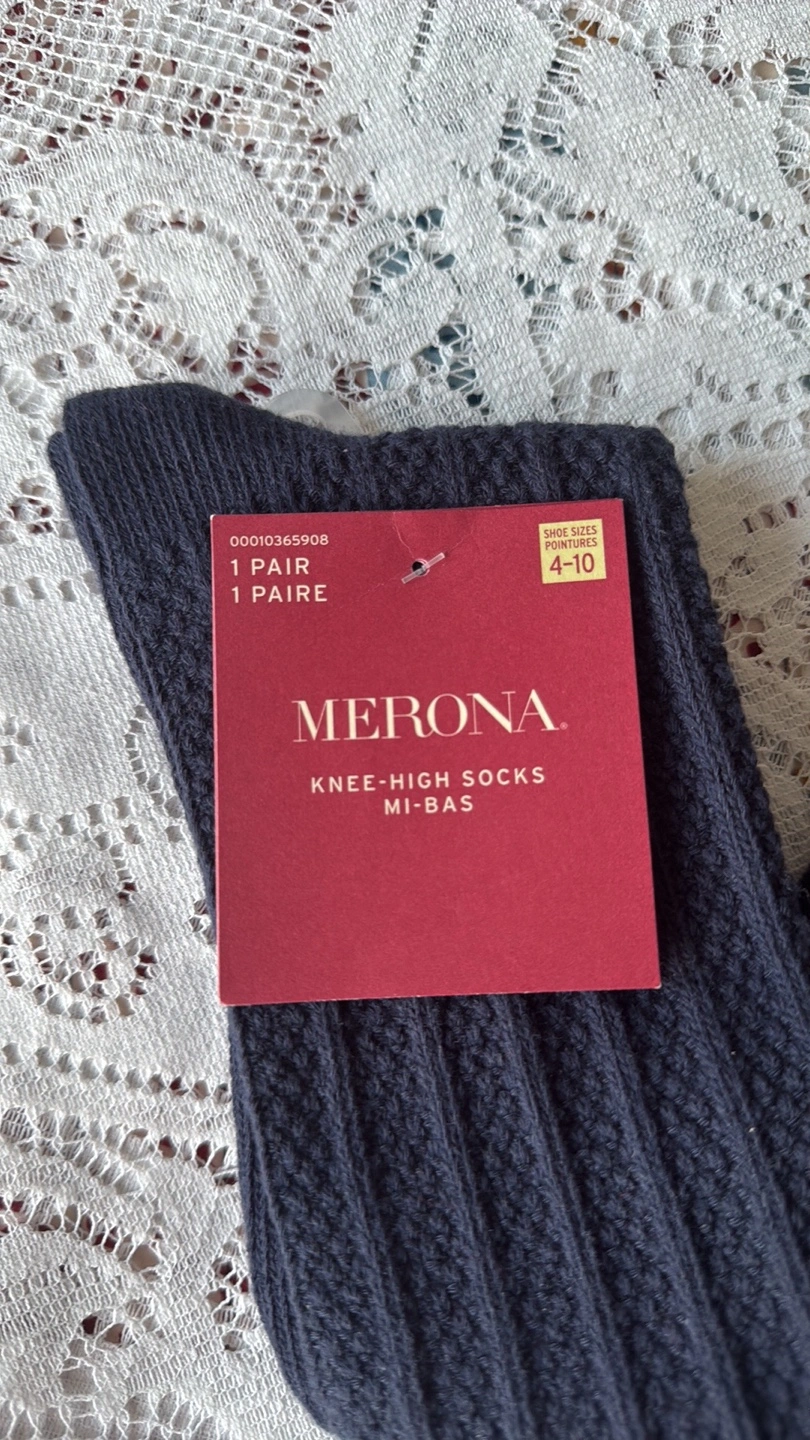 00010365908
1 PAIR
1 PAIRE
SHOE SIZES
POINTURES
4-10
MERONA®
KNEE-HIGH SOCKS
MI-BAS